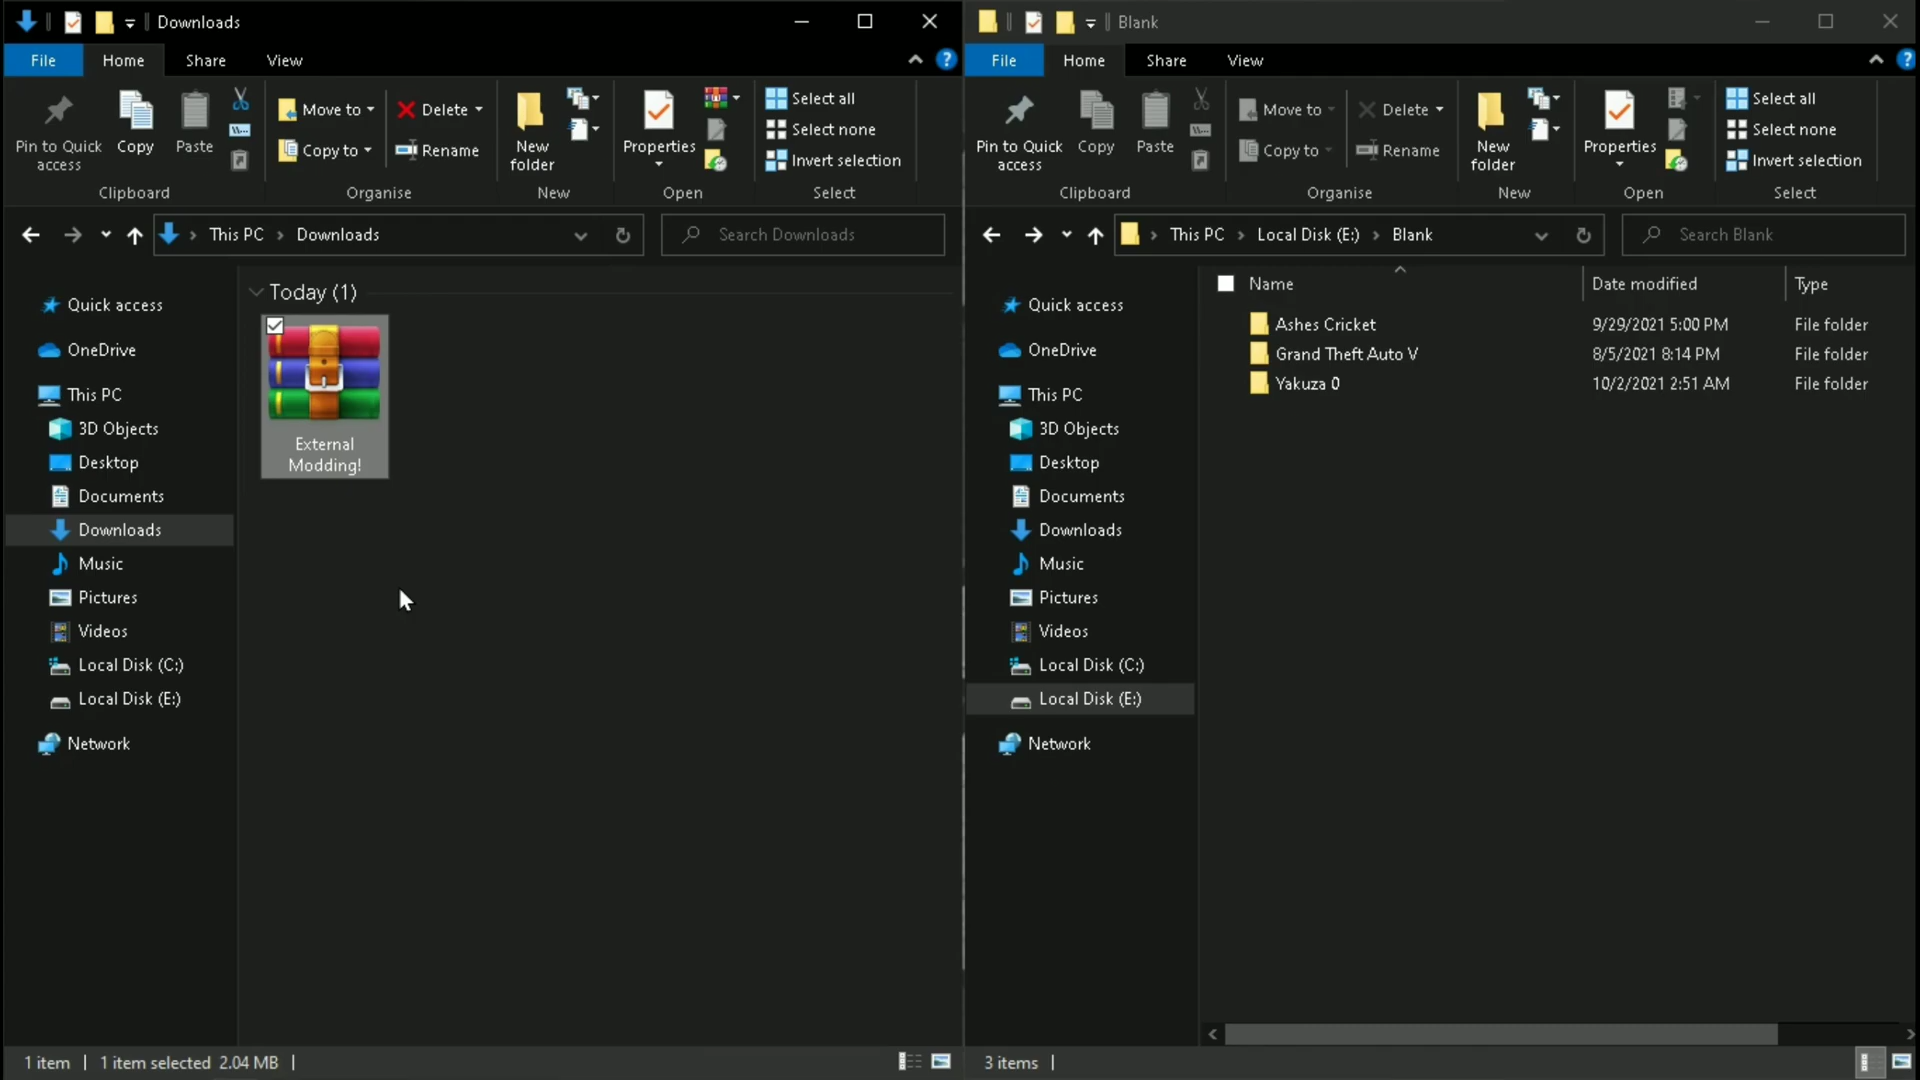 Downloads
File
Home
Share
View
Pin to Quick
access
Copy
Paste
Move to
Copy to
Delete
Rename
New
folder
Properties
Select all
Select none
Invert selection
Clipboard
Organise
New
Open
Select
This PC
Downloads
Search Downloads
Quick access
OneDrive
This PC
3D Objects
Desktop
Documents
Downloads
Music
Pictures
Videos
Local Disk (C:)
Local Disk (E:)
Network
Today (1)
External
Modding!
1 item
1 item selected 2.04 MB
Blank
File
Home
Share
View
Pin to Quick
access
Copy
Paste
Move to
Copy to
Delete
Rename
New
folder
Properties
Select all
Select none
Invert selection
Clipboard
Organise
New
Open
Select
This PC
Local Disk (E:)
Blank
Search Blank
Quick access
OneDrive
This PC
3D Objects
Desktop
Documents
Downloads
Music
Pictures
Videos
Local Disk (C:)
Local Disk (E:)
Network
Name Date modified Type
Ashes Cricket 9/29/2021 5:00 PM File folder
Grand Theft Auto V 8/5/2021 8:14 PM File folder
Yakuza 0 10/2/2021 2:51 AM File folder
3 items